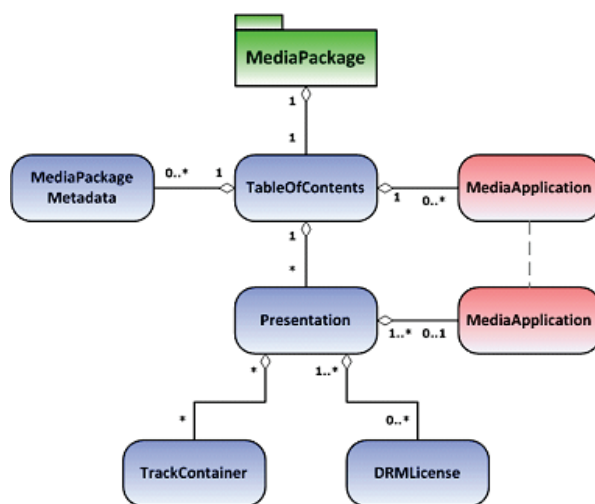 MediaPackage
1
1
0..*
1
MediaPackage
Metadata
TableOfContents
MediaApplication
1
0..*
1
*
Presentation
MediaApplication
1..*
0..1
*
1..*
*
0..*
TrackContainer
DRMLicense